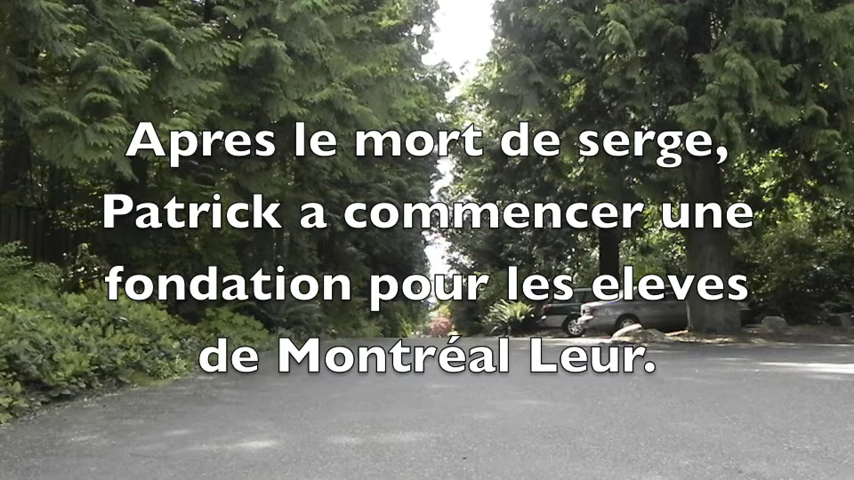 Apres le mort de serge,
Patrick a commencer une
fondation pour les eleves
de Montréal Leur.